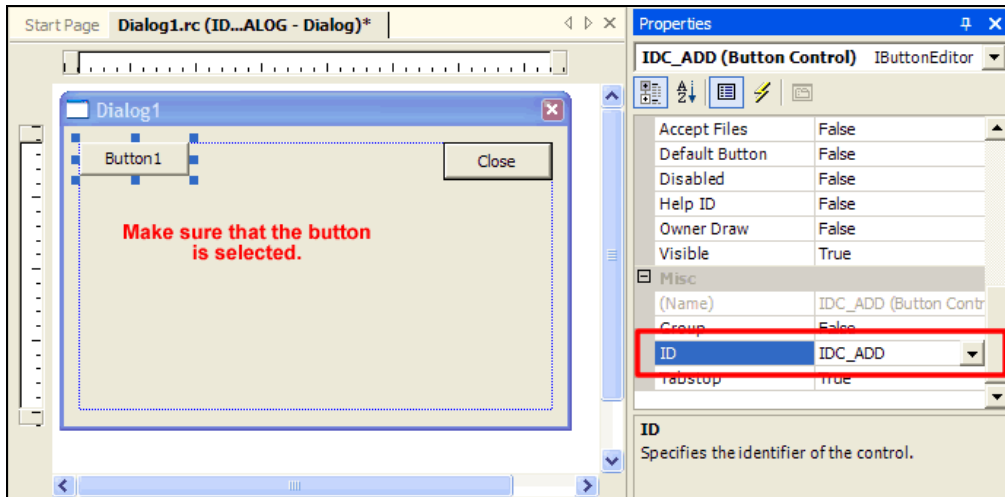 Start Page Dialog1.rc (ID...ALOG - Dialog)*
Dialog1
Button1
Close
Make sure that the button
is selected.
Properties
IDC_ADD (Button Control) IButtonEditor
Accept Files False
Default Button False
Disabled False
Help ID False
Owner Draw False
Visible True
Misc
(Name) IDC_ADD (Button Contr
Group False
ID IDC_ADD
Tabstop True
ID
Specifies the identifier of the control.